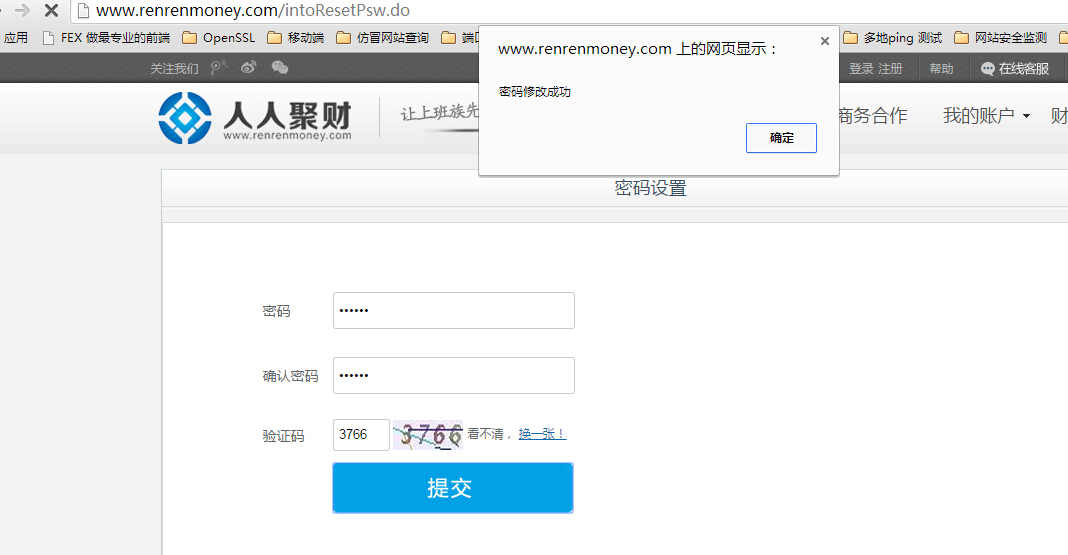 www.renrenmoney.com/intoResetPsw.do
应用 FEX 做最专业的前端 OpenSSL 移动端 仿冒网站查询 端口 多地ping 测试 网站安全监测
关注我们 登录 注册 帮助 在线客服
www.renrenmoney.com 上的网页显示：
密码修改成功
确定
人人聚财
www.renrenmoney.com
让上班族先
商务合作 我的账户 财
密码设置
密码 ••••••
确认密码 ••••••
验证码 3766 3766 看不清， 换一张！
提交